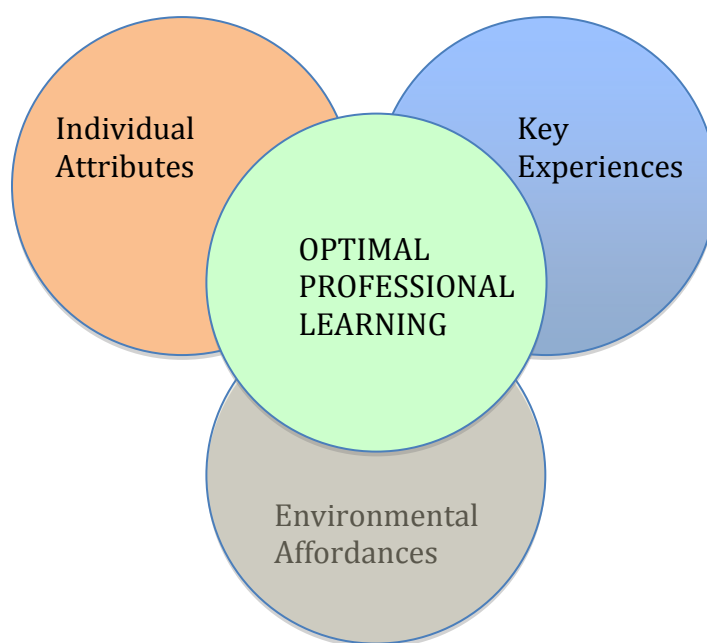 Individual
Attributes
Key
Experiences
OPTIMAL
PROFESSIONAL
LEARNING
Environmental
Affordances